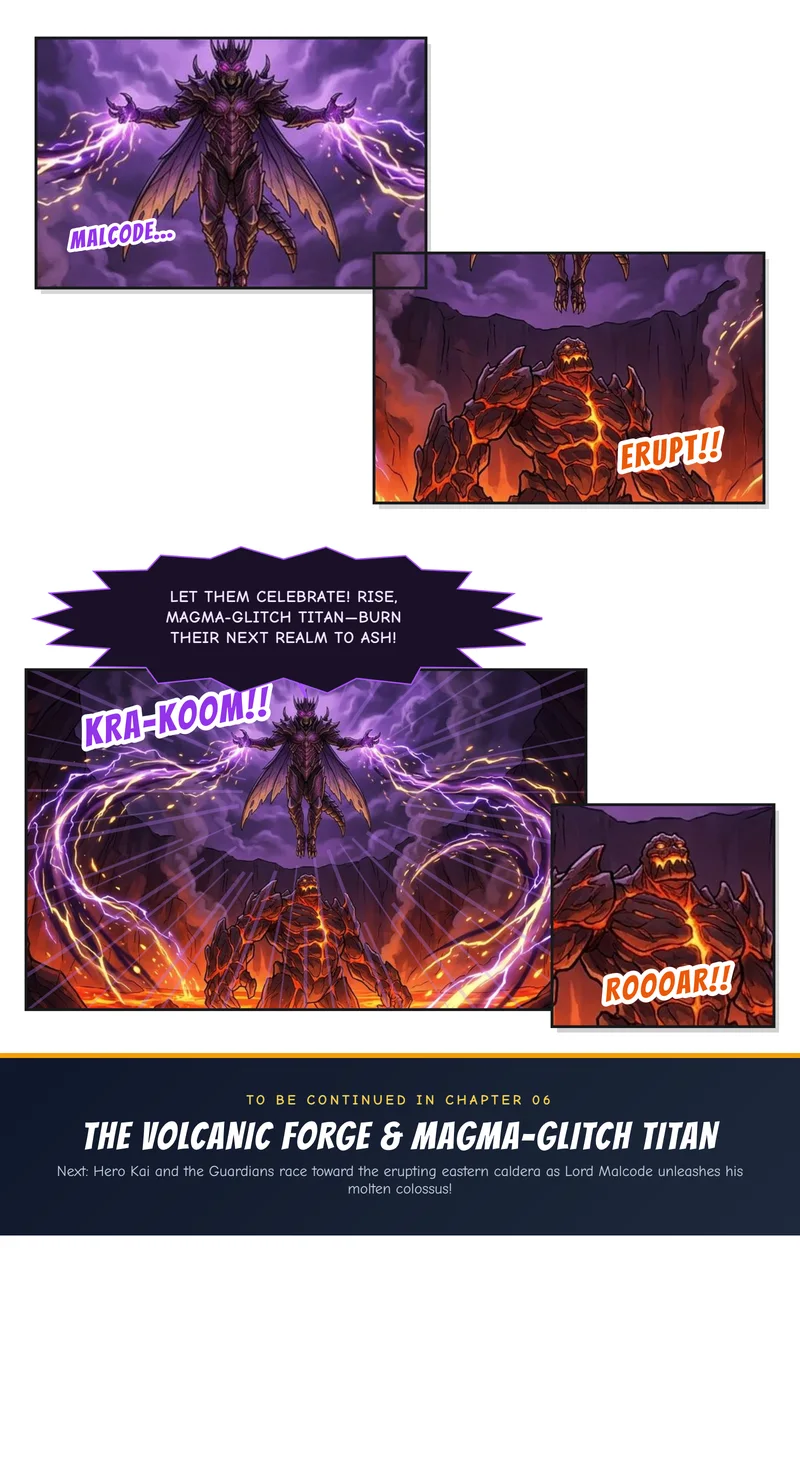 MALCODE...
ERUPT!!
LET THEM CELEBRATE! RISE,
MAGMA-GLITCH TITAN—BURN
THEIR NEXT REALM TO ASH!
KRA-KOOM!!
ROOOAR!!
TO BE CONTINUED IN CHAPTER 06
THE VOLCANIC FORGE & MAGMA-GLITCH TITAN
Next: Hero Kai and the Guardians race toward the erupting eastern caldera as Lord Malcode unleashes his
molten colossus!